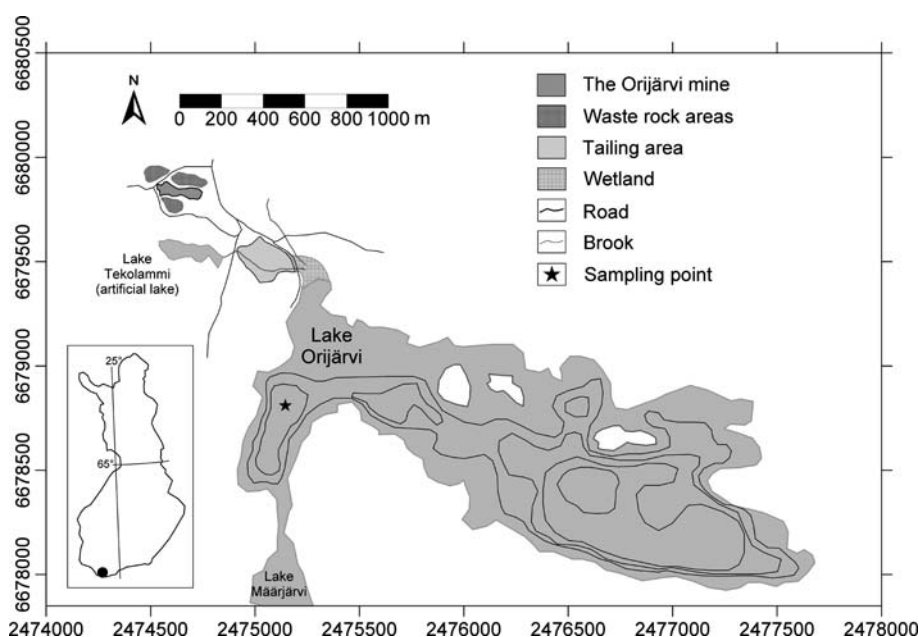 6680500
6680000
6679500
6679000
6678500
6678000
N
0 200 400 600 800 1000 m
The Orijärvi mine
Waste rock areas
Tailing area
Wetland
Road
Brook
Sampling point
Lake
Tekolammi
(artificial lake)
Lake
Orijärvi
25°
65°
Lake
Määrjärvi
2474000 2474500 2475000 2475500 2476000 2476500 2477000 2477500 2478000